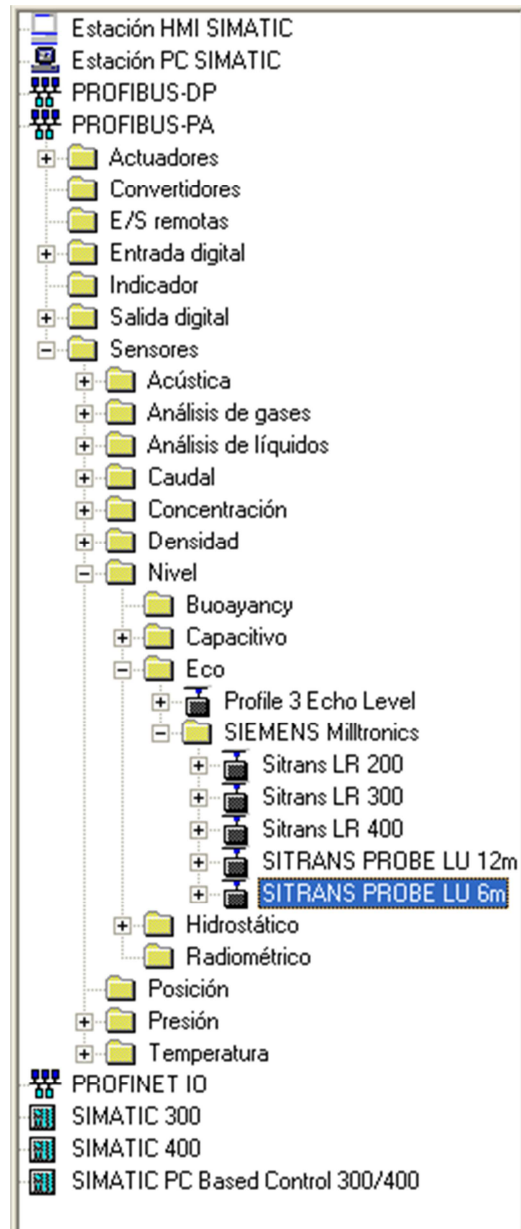 Estación HMI SIMATIC
Estación PC SIMATIC
PROFIBUS-DP
PROFIBUS-PA
Actuadores
Convertidores
E/S remotas
Entrada digital
Indicador
Salida digital
Sensores
Acústica
Análisis de gases
Análisis de líquidos
Caudal
Concentración
Densidad
Nivel
Buoayancy
Capacitivo
Eco
Profile 3 Echo Level
SIEMENS Milltronics
Sitrans LR 200
Sitrans LR 300
Sitrans LR 400
SITRANS PROBE LU 12m
SITRANS PROBE LU 6m
Hidrostático
Radiométrico
Posición
Presión
Temperatura
PROFINET IO
SIMATIC 300
SIMATIC 400
SIMATIC PC Based Control 300/400